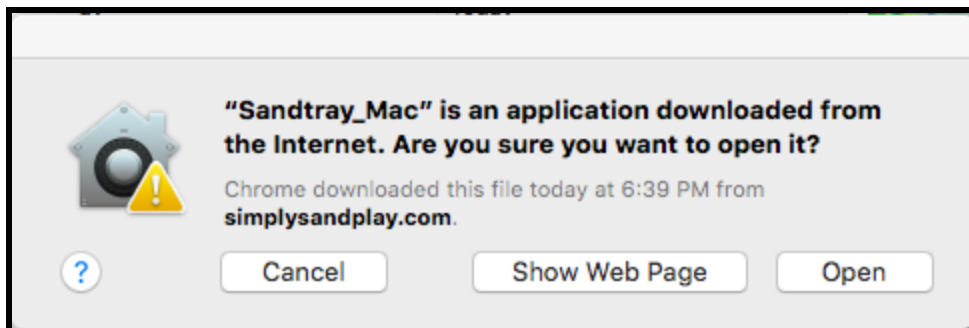 “Sandtray_Mac” is an application downloaded from
the Internet. Are you sure you want to open it?
Chrome downloaded this file today at 6:39 PM from
simplysandplay.com.
?
Cancel
Show Web Page
Open